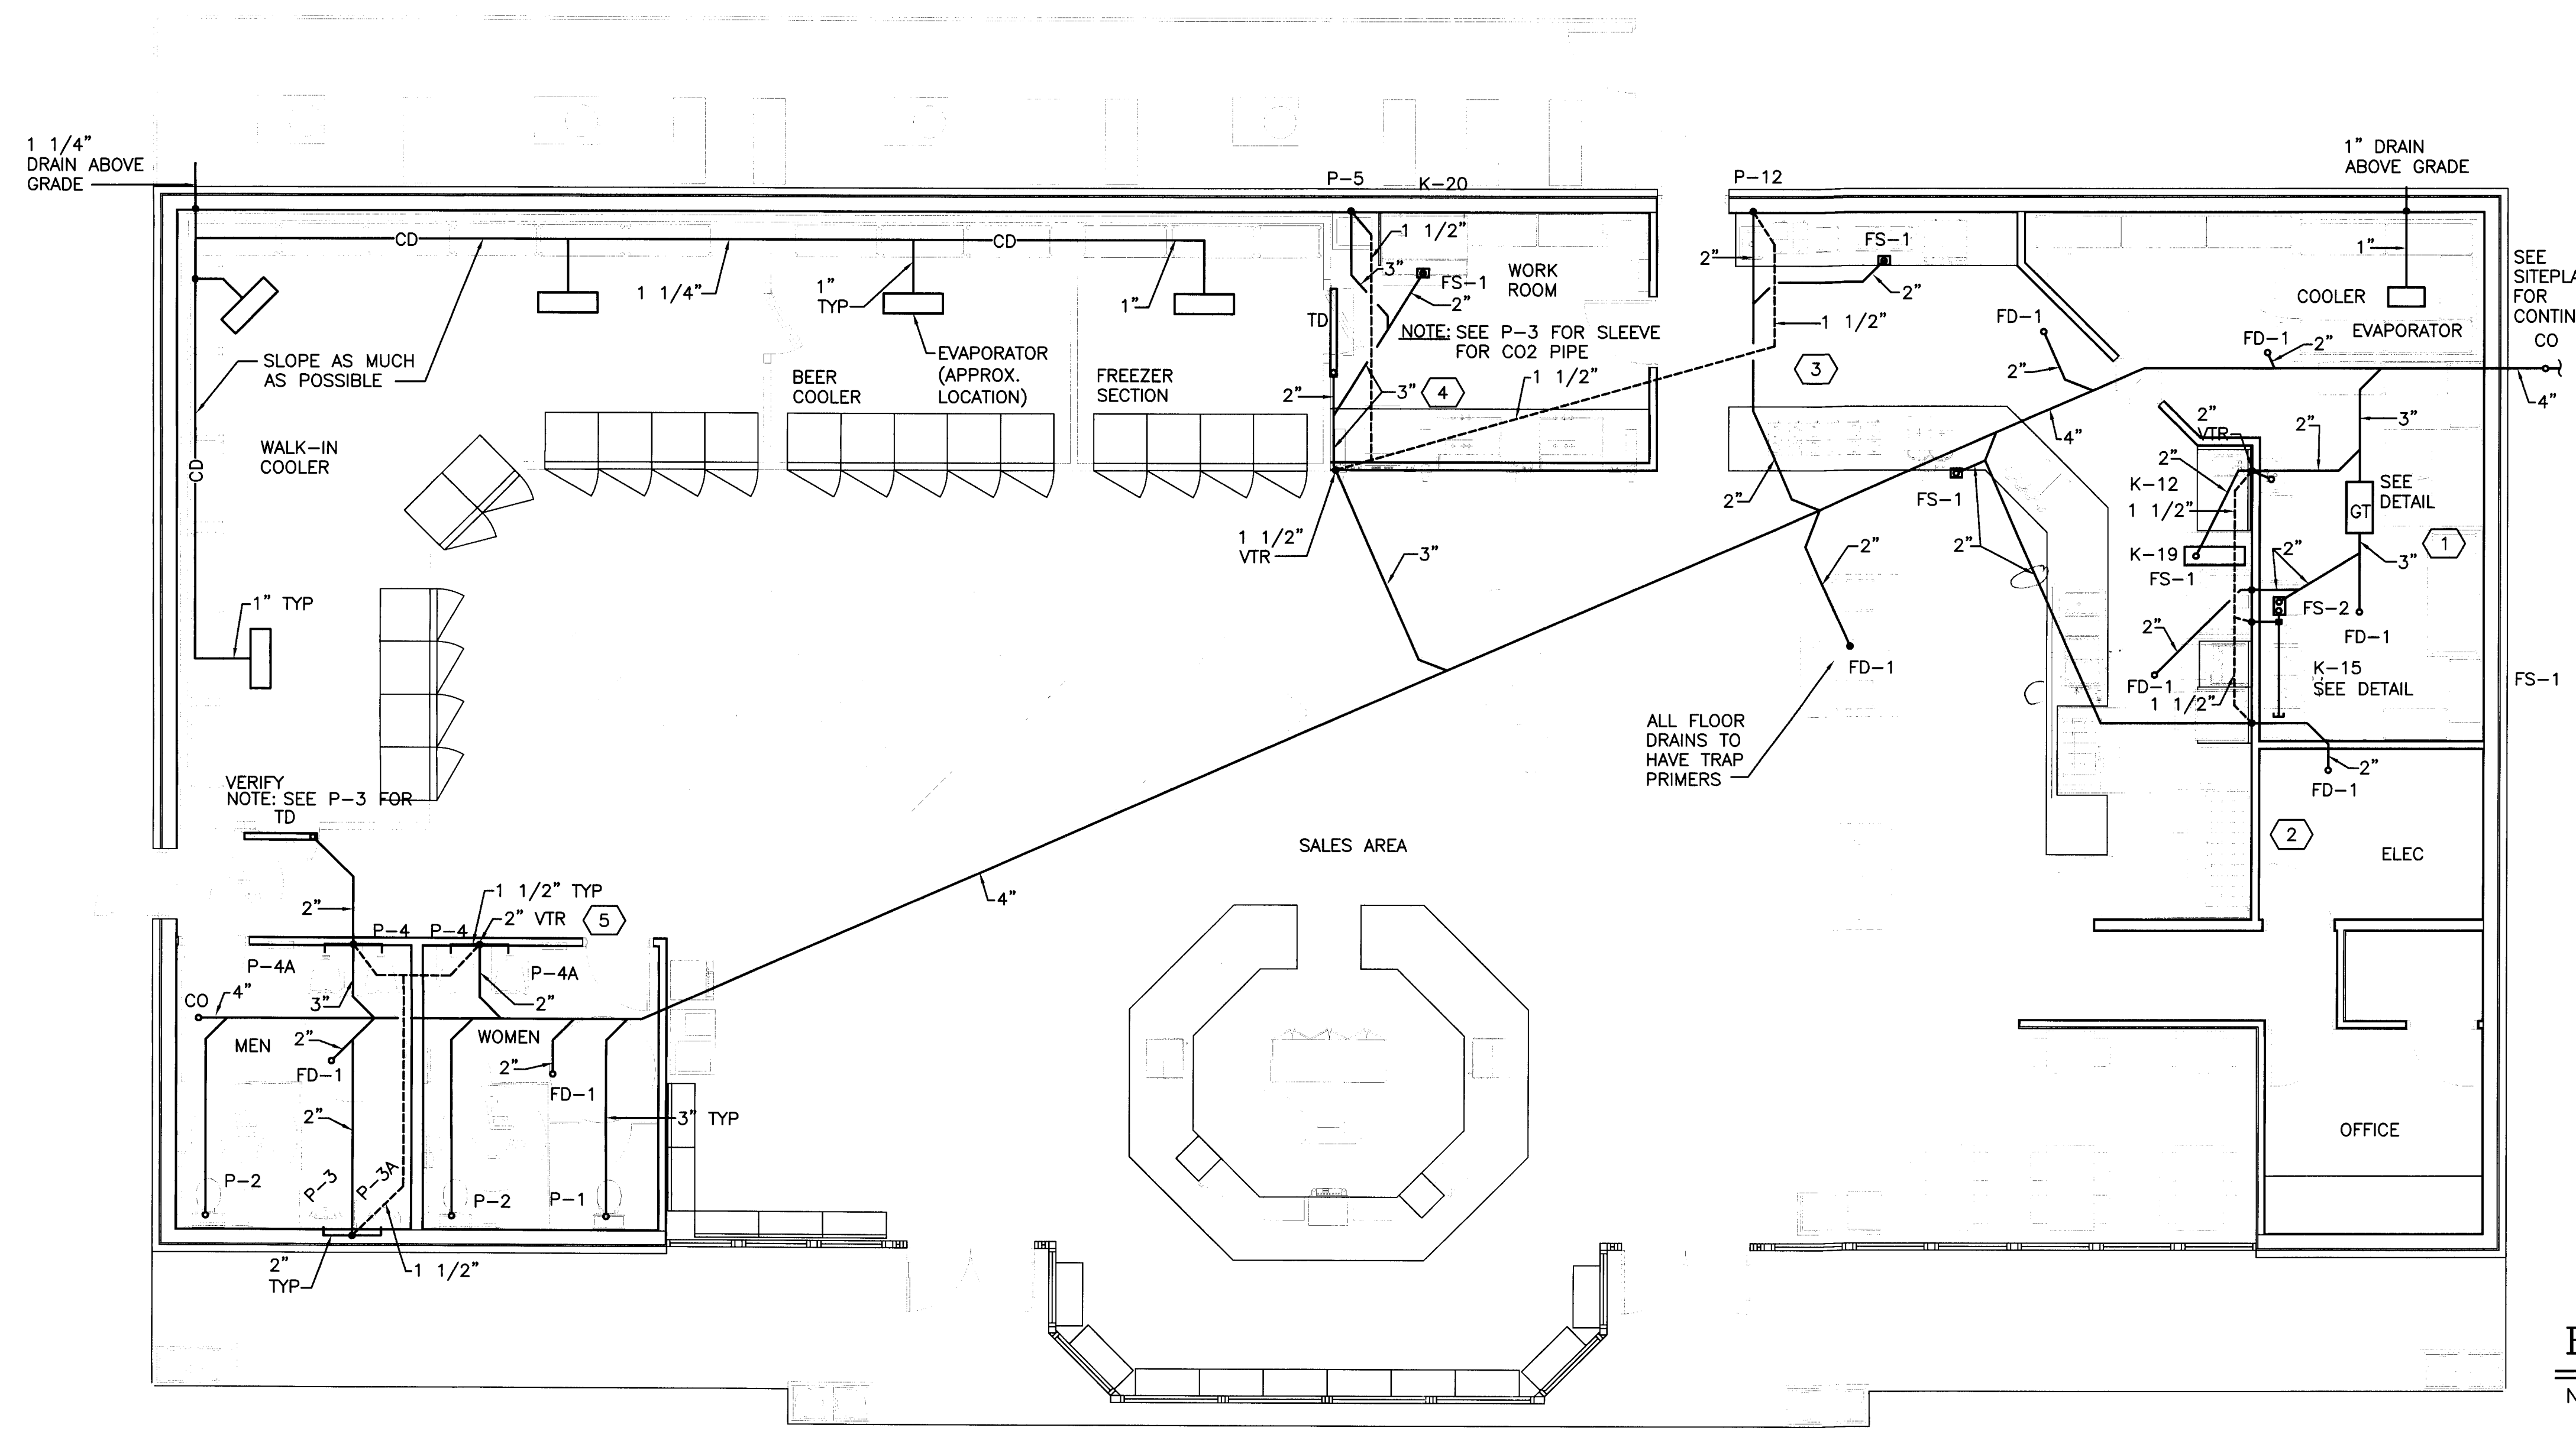 1 1/4"
DRAIN ABOVE
GRADE
P-5
K-20
P-12
1" DRAIN
ABOVE GRADE
CD
CD
1 1/2"
3"
FS-1
2"
WORK
ROOM
2"
FS-1
2"
1"
COOLER
EVAPORATOR
SEE
FOR
CO
1 1/4"
1"
TYP
1"
TD
NOTE: SEE P-3 FOR SLEEVE
FOR CO2 PIPE
1 1/2"
1 1/2"
FD-1
FD-1
2"
2"
SLOPE AS MUCH
AS POSSIBLE
EVAPORATOR
(APPROX.
LOCATION)
BEER
COOLER
FREEZER
SECTION
2"
3"
4
3
4"
4"
3"
WALK-IN
COOLER
CD
2"
VTR
2"
2"
K-12
1 1/2"
SEE
DETAIL
GT
2"
FS-1
1 1/2"
VTR
3"
2"
2"
K-19
FS-1
2"
3"
1
FS-2
FD-1
1" TYP
2"
FD-1
1 1/2"
K-15
SEE DETAIL
FS-1
FD-1
ALL FLOOR
DRAINS TO
HAVE TRAP
PRIMERS
2"
FD-1
VERIFY
NOTE: SEE P-3 FOR
TD
2
ELEC
SALES AREA
4"
2"
1 1/2" TYP
2" VTR
5
P-4
P-4
P-4A
P-4A
CO
4"
3"
2"
MEN
WOMEN
2"
FD-1
2"
FD-1
2"
3" TYP
P-2
P-3
P-3A
P-2
P-1
OFFICE
2"
TYP
1 1/2"